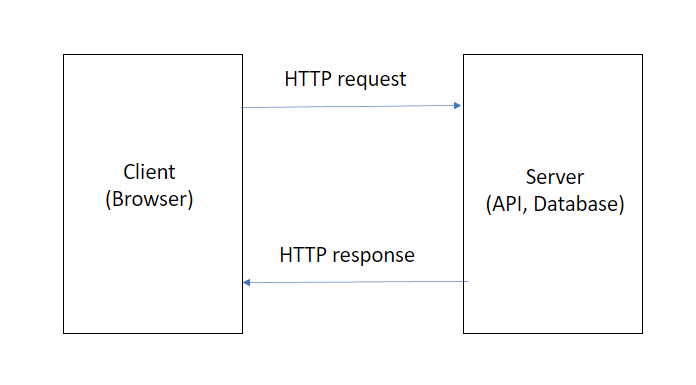 HTTP request
Client
(Browser)
Server
(API, Database)
HTTP response